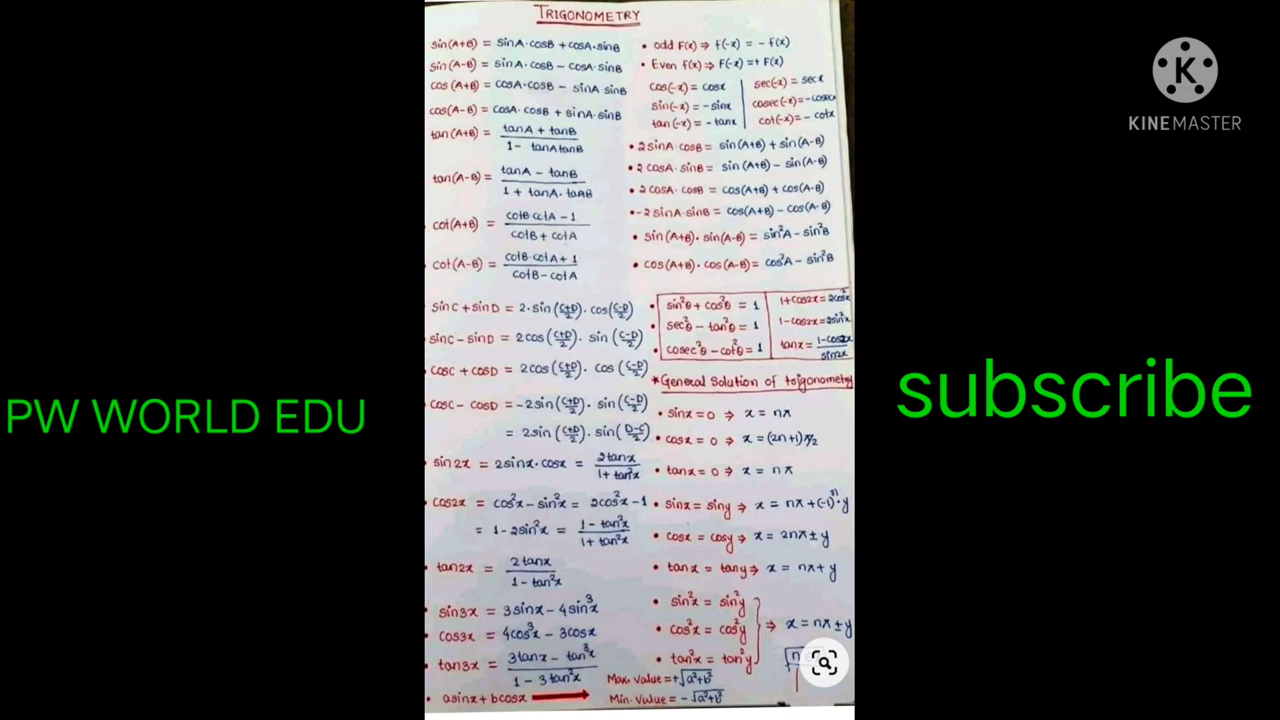 TRIGONOMETRY
sin(A+B) = sinA·cosB + cosA·sinB
sin(A-B) = sinA·cosB - cosA·sinB
cos(A+B) = cosA·cosB - sinA·sinB
cos(A-B) = cosA·cosB + sinA·sinB
tan(A+B) = (tanA + tanB)/(1 - tanAtanB)
tan(A-B) = (tanA - tanB)/(1 + tanA·tanB)
cot(A+B) = (cotB cotA - 1)/(cotB + cotA)
cot(A-B) = (cotB·cotA + 1)/(cotB - cotA)
sinC + sinD = 2·sin((C+D)/2)·cos((C-D)/2)
sinC - sinD = 2cos((C+D)/2)·sin((C-D)/2)
cosC + cosD = 2cos((C+D)/2)·cos((C-D)/2)
cosC - cosD = -2sin((C+D)/2)·sin((C-D)/2)
= 2sin((C+D)/2)·sin((D-C)/2)
sin2x = 2sinx·cosx = 2tanx/(1+tan²x)
cos2x = cos²x - sin²x = 2cos²x - 1
= 1 - 2sin²x = (1 - tan²x)/(1 + tan²x)
tan2x = 2tanx/(1 - tan²x)
• sin3x = 3sinx - 4sin³x
• cos3x = 4cos³x - 3cosx
• tan3x = (3tanx - tan³x)/(1 - 3tan²x)
• asinx + bcosx → Max. value = +√(a²+b²)
Min. value = -√(a²+b²)
• odd F(x) ⇒ f(-x) = - f(x)
• Even f(x) ⇒ F(-x) = + F(x)
cos(-x) = cosx | sec(-x) = secx
sin(-x) = -sinx | cosec(-x) = -cosecx
tan(-x) = -tanx | cot(-x) = - cotx
• 2sinA·cosB = sin(A+B) + sin(A-B)
• 2cosA·sinB = sin(A+B) - sin(A-B)
• 2cosA·cosB = cos(A+B) + cos(A-B)
• -2sinA·sinB = cos(A+B) - cos(A-B)
• sin(A+B)·sin(A-B) = sin²A - sin²B
• cos(A+B)·cos(A-B) = cos²A - sin²B
• sin²θ + cos²θ = 1 | 1+cos2x = 2cos²x
• sec²θ - tan²θ = 1 | 1-cos2x = 2sin²x
• cosec²θ - cot²θ = 1 | tanx = (1-cos2x)/sin2x
* General Solution of trigonometry
• sinx = 0 ⇒ x = nπ
• cosx = 0 ⇒ x = (2n+1)π/2
• tanx = 0 ⇒ x = nπ
• sinx = siny ⇒ x = nπ + (-1)ⁿ·y
• cosx = cosy ⇒ x = 2nπ ± y
• tanx = tany ⇒ x = nπ + y
• sin²x = sin²y
• cos²x = cos²y } ⇒ x = nπ ± y
• tan²x = tan²y
PW WORLD EDU
subscribe
K
KINEMASTER